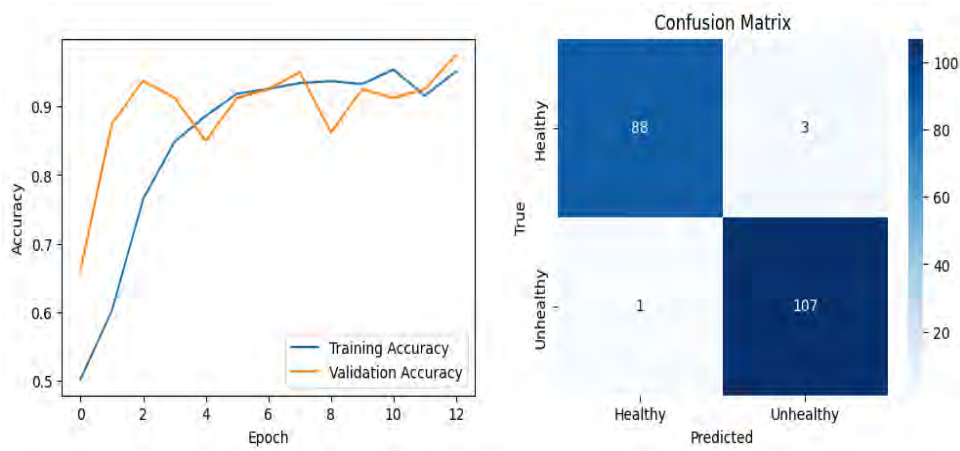 Accuracy
0.9
0.8
0.7
0.6
0.5
0 2 4 6 8 10 12
Epoch
Training Accuracy
Validation Accuracy
Confusion Matrix
True
Healthy
Unhealthy
88 3
1 107
Healthy Unhealthy
Predicted
100
80
60
40
20